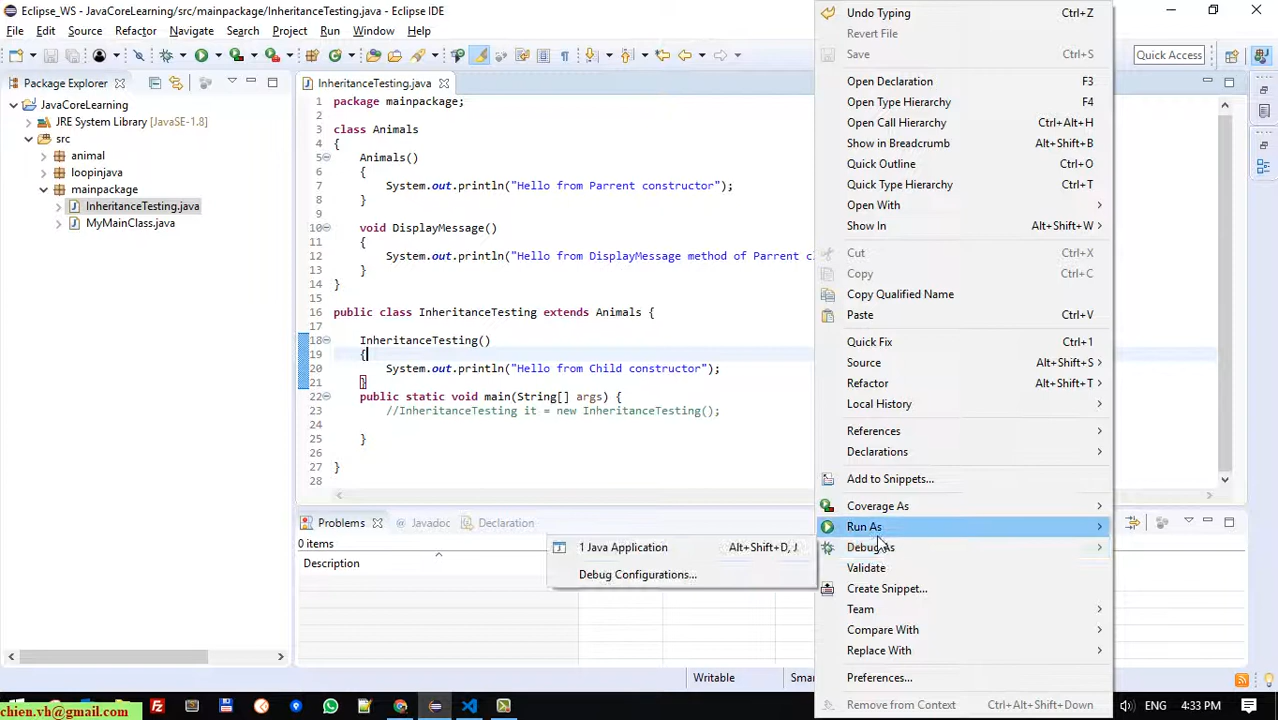 Eclipse_WS - JavaCoreLearning/src/mainpackage/InheritanceTesting.java - Eclipse IDE
File Edit Source Refactor Navigate Search Project Run Window Help
Quick Access
Package Explorer
JavaCoreLearning
JRE System Library [JavaSE-1.8]
src
animal
loopinjava
mainpackage
InheritanceTesting.java
MyMainClass.java
InheritanceTesting.java
1 package mainpackage;
2
3 class Animals
4 {
5 Animals()
6 {
7 System.out.println("Hello from Parrent constructor");
8 }
9
10 void DisplayMessage()
11 {
12 System.out.println("Hello from DisplayMessage method of Parrent c
13 }
14 }
15
16 public class InheritanceTesting extends Animals {
17
18 InheritanceTesting()
19 {
20 System.out.println("Hello from Child constructor");
21 }
22 public static void main(String[] args) {
23 //InheritanceTesting it = new InheritanceTesting();
24
25 }
26
27 }
28
Problems Javadoc Declaration
0 items
Description
1 Java Application Alt+Shift+D, J
Debug Configurations...
Undo Typing Ctrl+Z
Revert File
Save Ctrl+S
Open Declaration F3
Open Type Hierarchy F4
Open Call Hierarchy Ctrl+Alt+H
Show in Breadcrumb Alt+Shift+B
Quick Outline Ctrl+O
Quick Type Hierarchy Ctrl+T
Open With
Show In Alt+Shift+W
Cut Ctrl+X
Copy Ctrl+C
Copy Qualified Name
Paste Ctrl+V
Quick Fix Ctrl+1
Source Alt+Shift+S
Refactor Alt+Shift+T
Local History
References
Declarations
Add to Snippets...
Coverage As
Run As
Debug As
Validate
Create Snippet...
Team
Compare With
Replace With
Preferences...
Remove from Context Ctrl+Alt+Shift+Down
Writable
chien.vh@gmail.com
ENG 4:33 PM